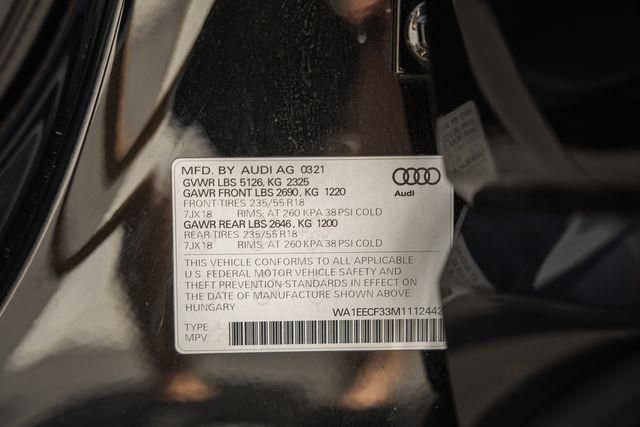 MFD. BY AUDI AG 0321
GVWR LBS 5126, KG 2325
GAWR FRONT LBS 2690, KG 1220
FRONT-TIRES 235/55 R18
7JX18 RIMS, AT 260 KPA 38 PSI COLD
GAWR REAR LBS 2646, KG 1200
REAR-TIRES 235/55 R18
7JX18 RIMS, AT 260 KPA 38 PSI COLD
Audi
THIS VEHICLE CONFORMS TO ALL APPLICABLE
U.S. FEDERAL MOTOR VEHICLE SAFETY AND
THEFT PREVENTION STANDARDS IN EFFECT ON
THE DATE OF MANUFACTURE SHOWN ABOVE.
HUNGARY
WA1EECF33M1112442
TYPE:
MPV